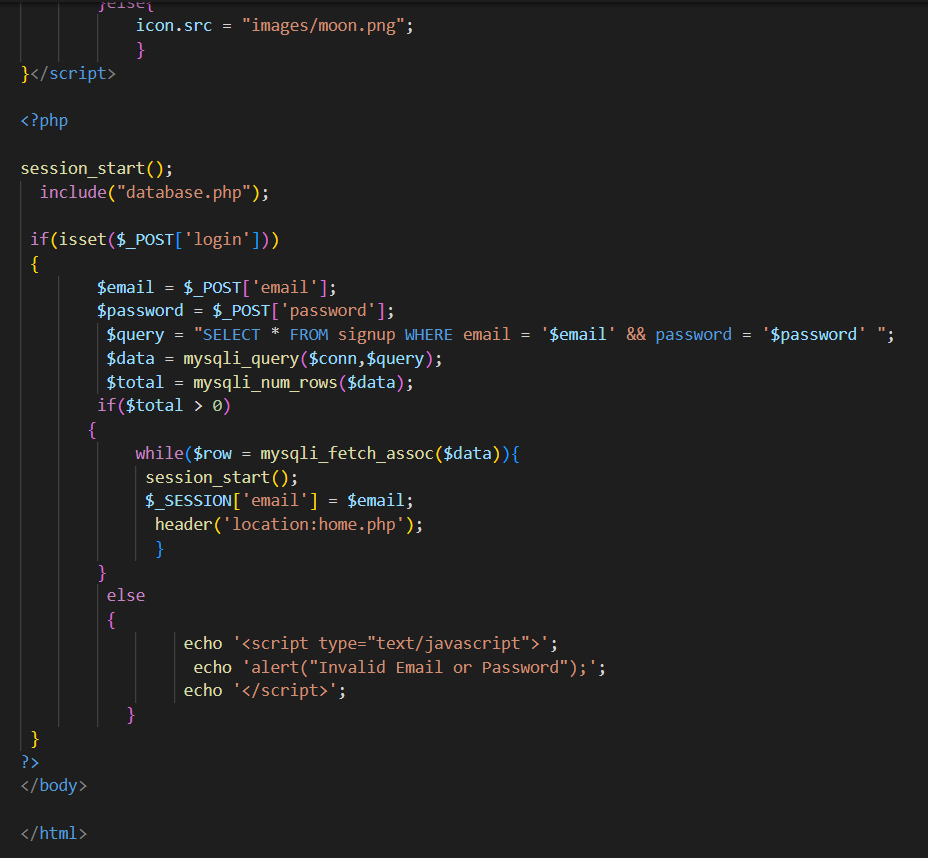 }else{
icon.src = "images/moon.png";
}
}</script>
<?php
session_start();
include("database.php");
if(isset($_POST['login']))
{
$email = $_POST['email'];
$password = $_POST['password'];
$query = "SELECT * FROM signup WHERE email = '$email' && password = '$password' ";
$data = mysqli_query($conn,$query);
$total = mysqli_num_rows($data);
if($total > 0)
{
while($row = mysqli_fetch_assoc($data)){
session_start();
$_SESSION['email'] = $email;
header('location:home.php');
}
}
else
{
echo '<script type="text/javascript">';
echo 'alert("Invalid Email or Password");';
echo '</script>';
}
}
?>
</body>
</html>